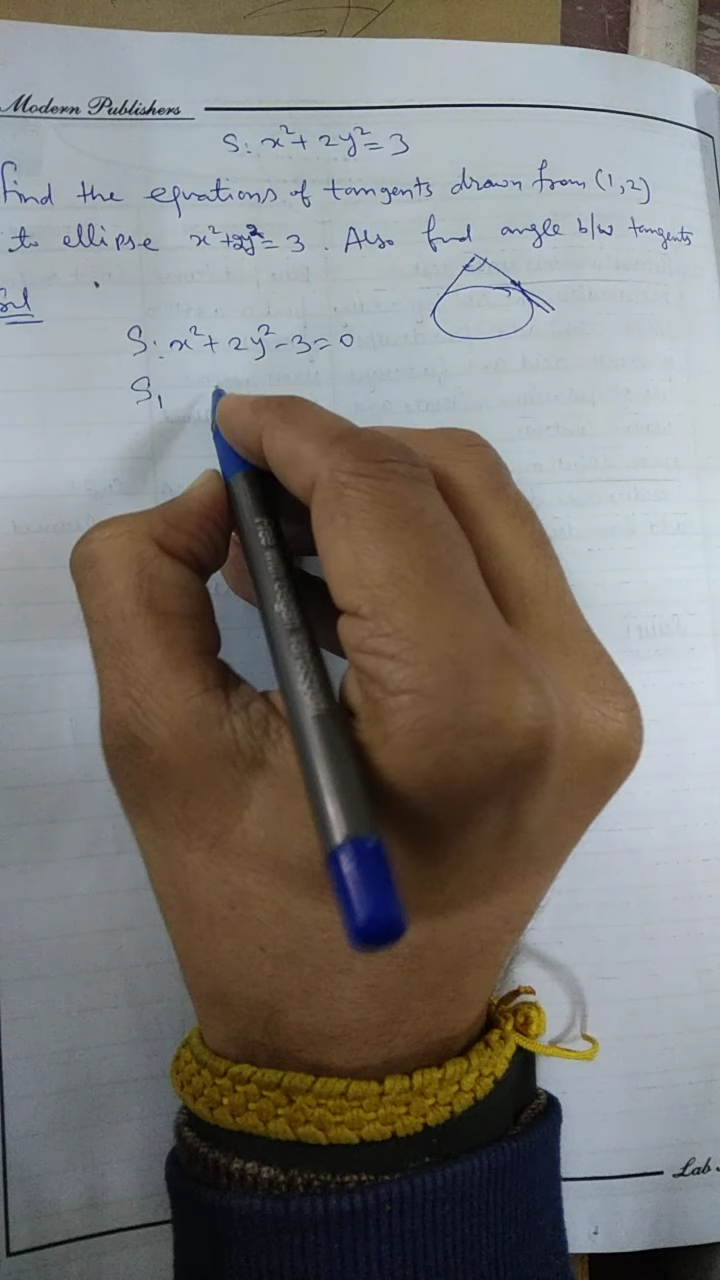 Modern Publishers
S: x²+ 2y²= 3
Find the equations of tangents drawn from (1,2)
to ellipse x²+2y²= 3. Also find angle b/w tangents
Sol
S: x²+ 2y²-3=0
S₁
Lab